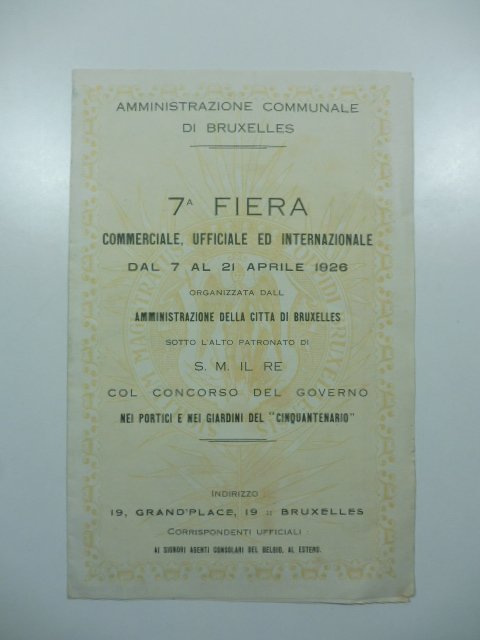 AMMINISTRAZIONE COMMUNALE
DI BRUXELLES
7A FIERA
COMMERCIALE, UFFICIALE ED INTERNAZIONALE
DAL 7 AL 21 APRILE 1926
ORGANIZZATA DALL
AMMINISTRAZIONE DELLA CITTA DI BRUXELLES
SOTTO L'ALTO PATRONATO DI
S. M. IL RE
COL CONCORSO DEL GOVERNO
NEI PORTICI E NEI GIARDINI DEL "CINQUANTENARIO"
INDIRIZZO :
19, GRAND'PLACE, 19 :: BRUXELLES
CORRISPONDENTI UFFICIALI :
AI SIGNORI AGENTI CONSOLARI DEL BELGIO, AL ESTERO.